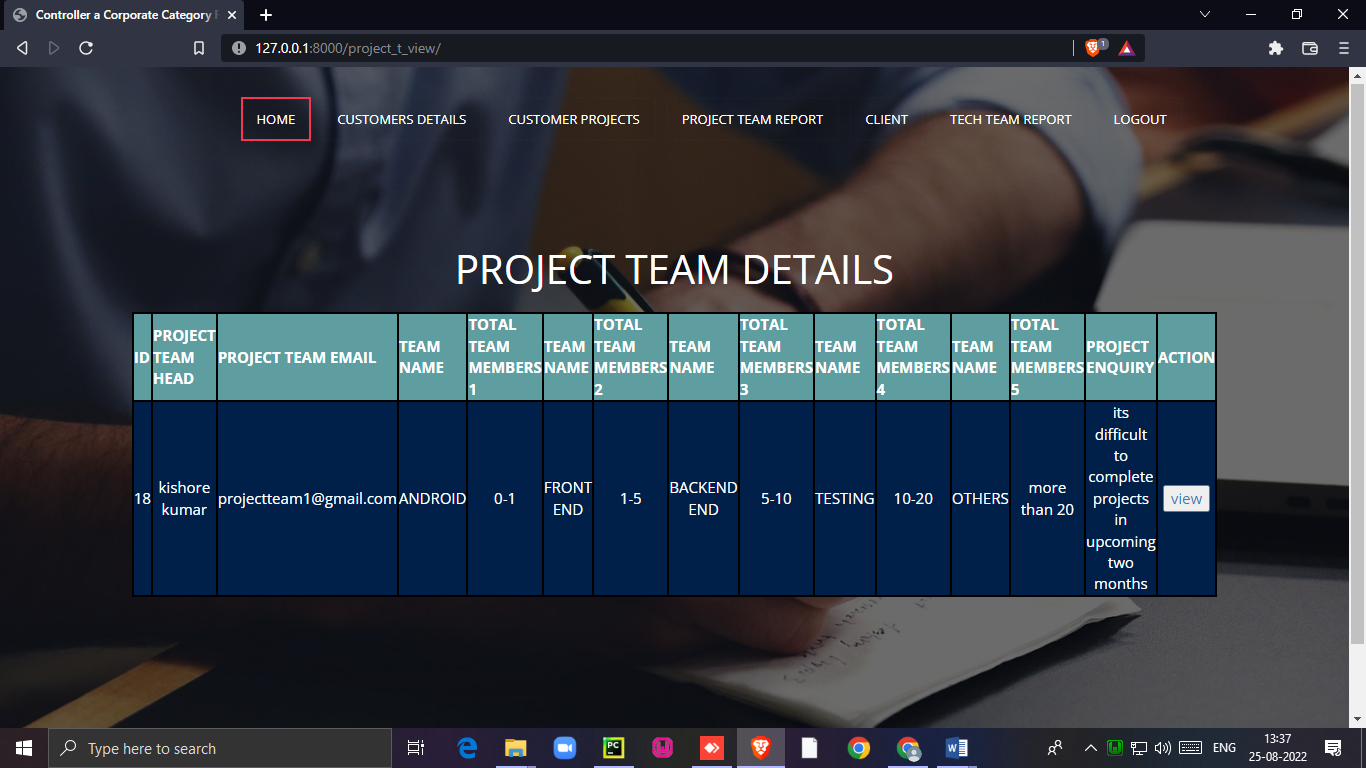 Controller a Corporate Category
127.0.0.1:8000/project_t_view/
1
HOME CUSTOMERS DETAILS CUSTOMER PROJECTS PROJECT TEAM REPORT CLIENT TECH TEAM REPORT LOGOUT
PROJECT TEAM DETAILS
ID
PROJECT
TEAM
HEAD
PROJECT TEAM EMAIL
TEAM
NAME
TOTAL
TEAM
MEMBERS
1
TEAM
NAME
TOTAL
TEAM
MEMBERS
2
TEAM
NAME
TOTAL
TEAM
MEMBERS
3
TEAM
NAME
TOTAL
TEAM
MEMBERS
4
TEAM
NAME
TOTAL
TEAM
MEMBERS
5
PROJECT
ENQUIRY
ACTION
18
kishore
kumar
projectteam1@gmail.com
ANDROID
0-1
FRONT
END
1-5
BACKEND
END
5-10
TESTING
10-20
OTHERS
more
than 20
its
difficult
to
complete
projects
in
upcoming
two
months
view
Type here to search
PC
ENG
13:37
25-08-2022